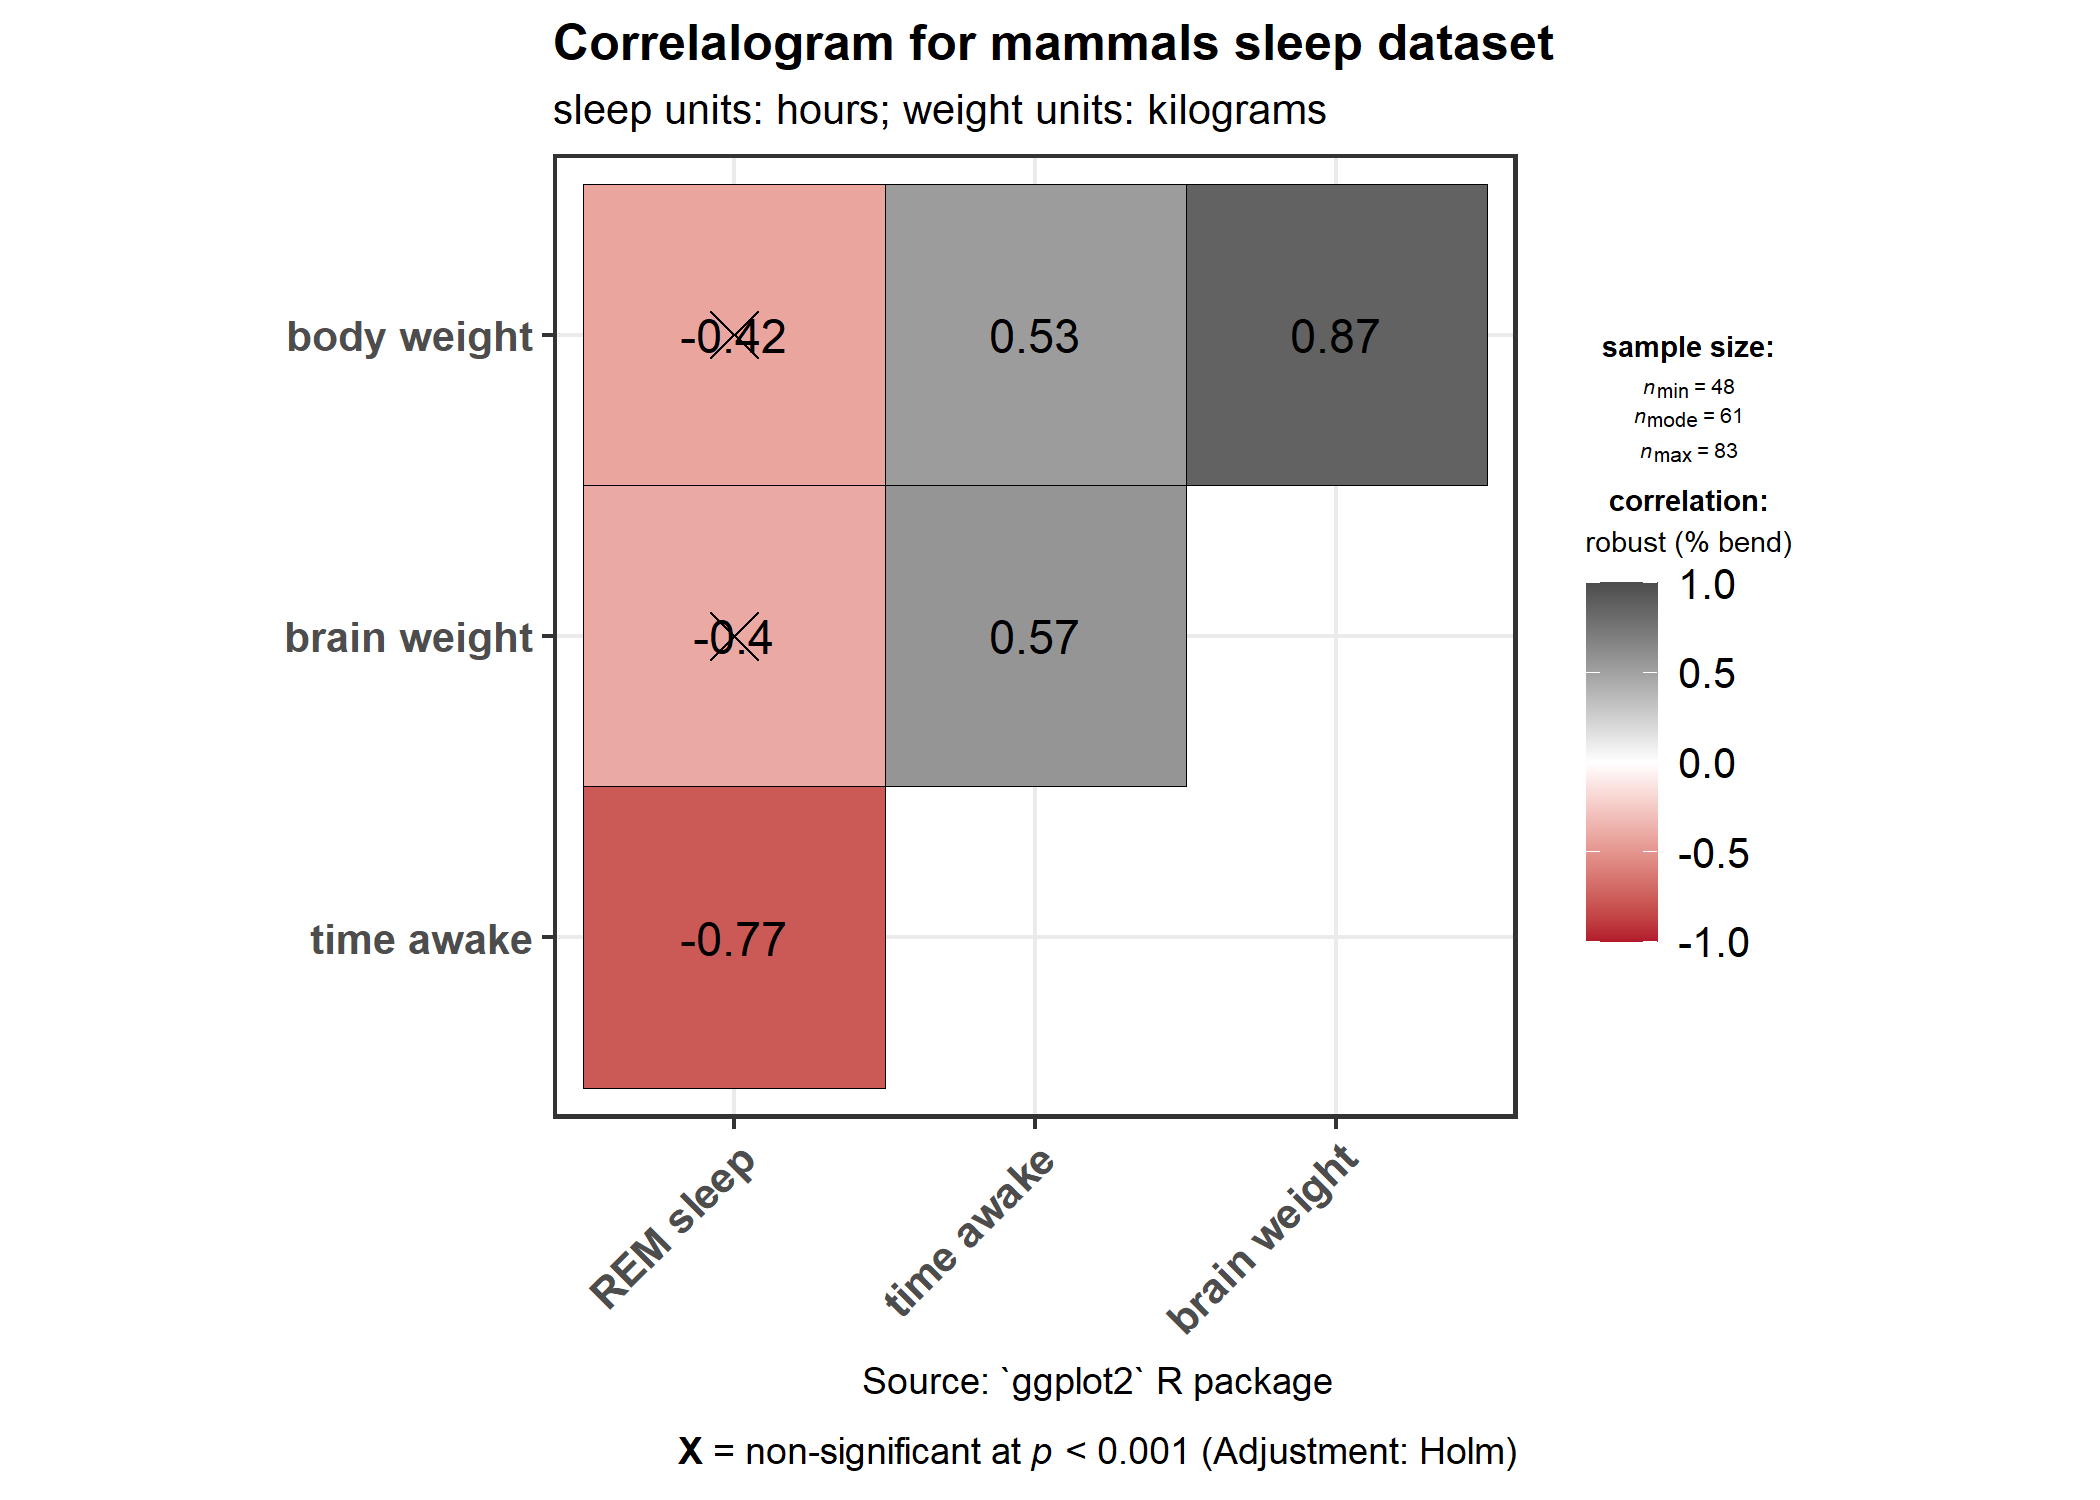 Correlalogram for mammals sleep dataset
sleep units: hours; weight units: kilograms
body weight
-0.42
0.53
0.87
brain weight
-0.4
0.57
time awake
-0.77
REM sleep
time awake
brain weight
sample size:
nmin = 48
nmode = 61
nmax = 83
correlation:
robust (% bend)
1.0
0.5
0.0
-0.5
-1.0
Source: `ggplot2` R package
X = non-significant at p < 0.001 (Adjustment: Holm)